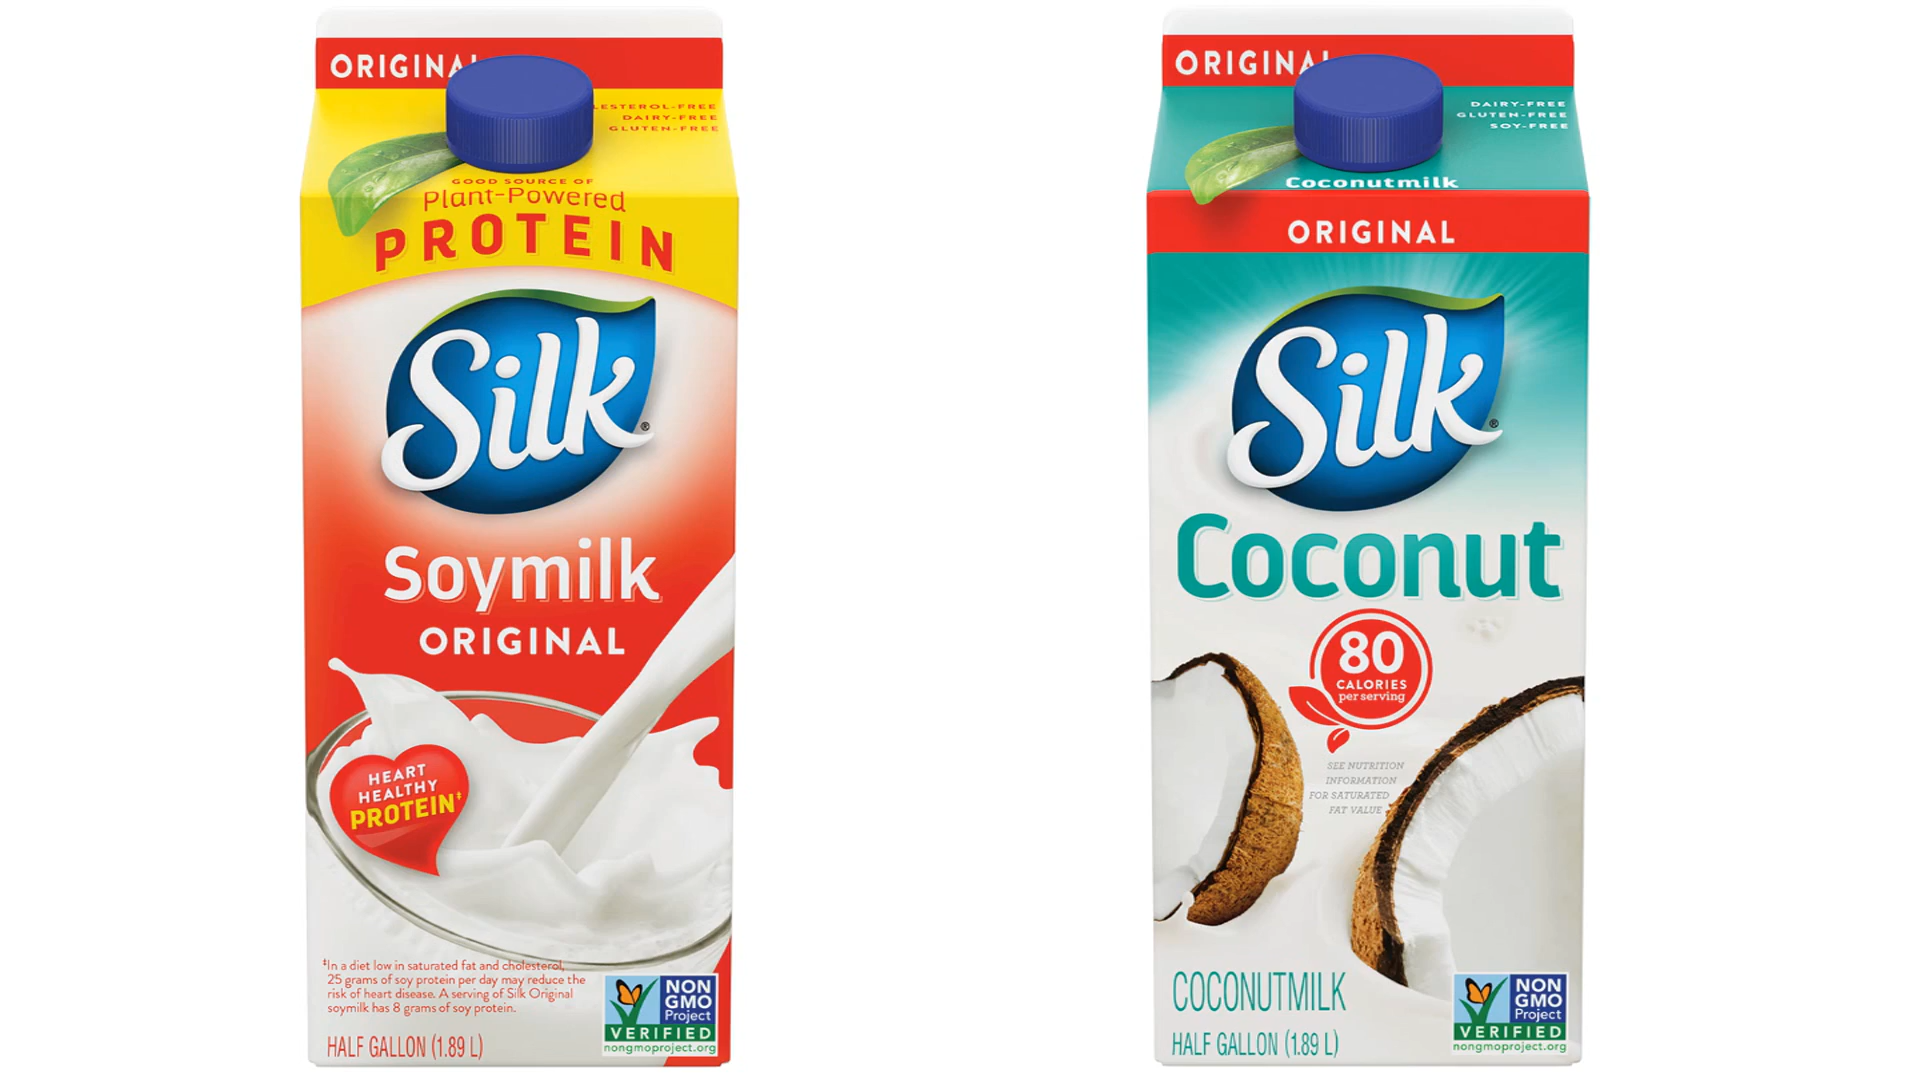 ORIGINAL
LESTEROL-FREE
DAIRY-FREE
GLUTEN-FREE
GOOD SOURCE OF
Plant-Powered
PROTEIN
Silk®
Soymilk
ORIGINAL
HEART
HEALTHY
PROTEIN‡
‡In a diet low in saturated fat and cholesterol,
25 grams of soy protein per day may reduce the
risk of heart disease. A serving of Silk Original
soymilk has 8 grams of soy protein.
HALF GALLON (1.89 L)
NON
GMO
Project
VERIFIED
nongmoproject.org
ORIGINAL
DAIRY-FREE
GLUTEN-FREE
SOY-FREE
Coconutmilk
ORIGINAL
Silk®
Coconut
80
CALORIES
per serving
SEE NUTRITION
INFORMATION
FOR SATURATED
FAT VALUE
COCONUTMILK
HALF GALLON (1.89 L)
NON
GMO
Project
VERIFIED
nongmoproject.org